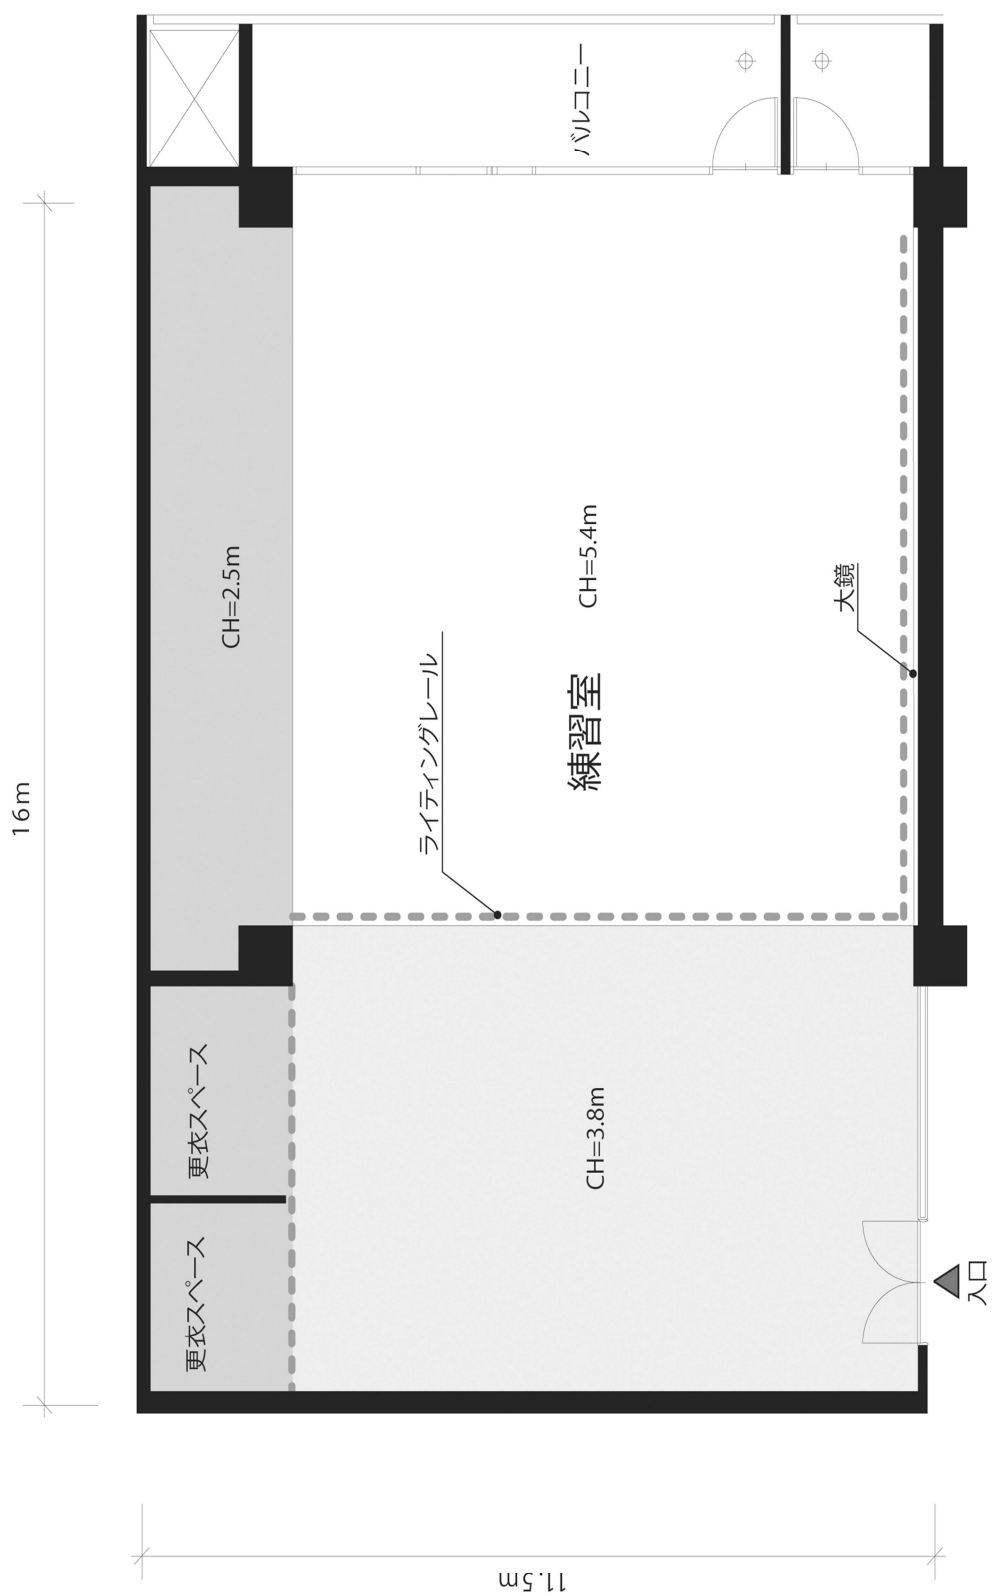 16m
CH=2.5m
更衣スペース
更衣スペース
バルコニー
ライティングレール
練習室
CH=5.4m
大鏡
CH=3.8m
入口
11.5m